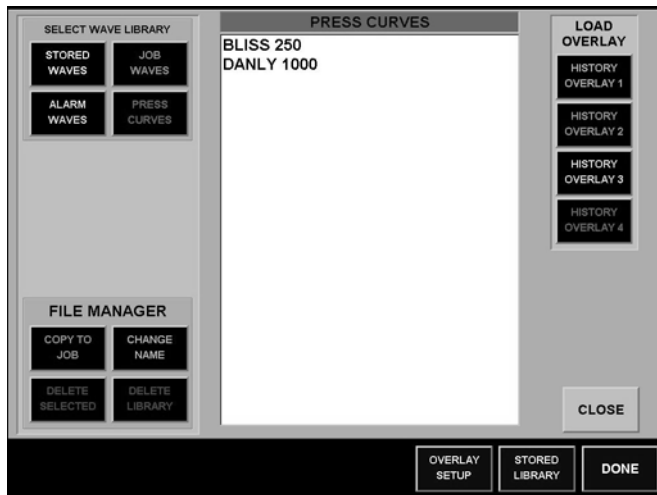 SELECT WAVE LIBRARY
STORED
WAVES
JOB
WAVES
ALARM
WAVES
PRESS
CURVES
PRESS CURVES
BLISS 250
DANLY 1000
LOAD
OVERLAY
HISTORY
OVERLAY 1
HISTORY
OVERLAY 2
HISTORY
OVERLAY 3
HISTORY
OVERLAY 4
FILE MANAGER
COPY TO
JOB
CHANGE
NAME
DELETE
SELECTED
DELETE
LIBRARY
CLOSE
OVERLAY
SETUP
STORED
LIBRARY
DONE